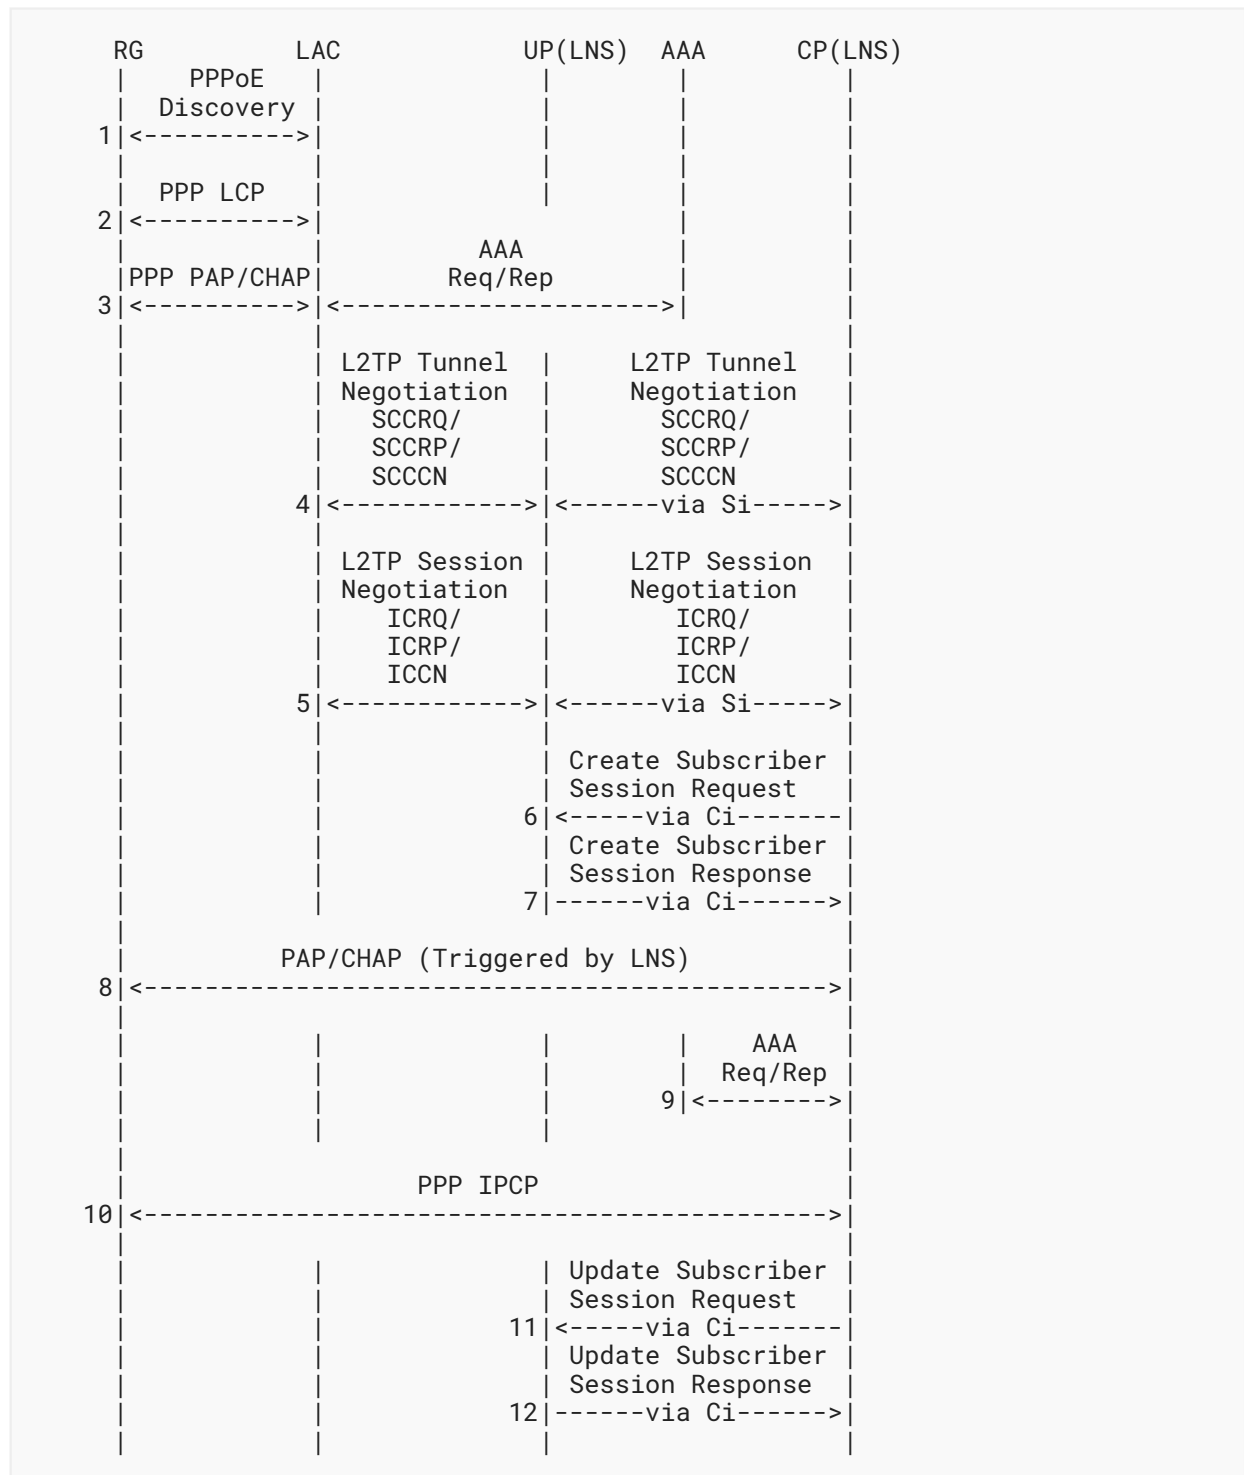 RG          LAC            UP(LNS)  AAA      CP(LNS)
        |    PPPoE   |              |        |          |
        |  Discovery |              |        |          |
       1|<---------->|              |        |          |
        |            |              |        |          |
        |  PPP LCP   |              |        |          |
       2|<---------->|                       |          |
        |            |          AAA          |          |
        |PPP PAP/CHAP|        Req/Rep        |          |
       3|<---------->|<--------------------->|          |
        |            |                                  |
        |            | L2TP Tunnel  |     L2TP Tunnel    |
        |            | Negotiation  |     Negotiation    |
        |            |   SCCRQ/     |       SCCRQ/       |
        |            |   SCCRP/     |       SCCRP/       |
        |            |   SCCCN      |       SCCCN        |
        |           4|<------------>|<------via Si----->|
        |            |              |                   |
        |            | L2TP Session |     L2TP Session  |
        |            | Negotiation  |     Negotiation    |
        |            |    ICRQ/     |        ICRQ/       |
        |            |    ICRP/     |        ICRP/       |
        |            |    ICCN      |        ICCN        |
        |           5|<------------>|<------via Si----->|
        |            |              |                   |
        |            |              | Create Subscriber |
        |            |              | Session Request   |
        |            |             6|<-----via Ci-------|
        |            |              | Create Subscriber |
        |            |              | Session Response  |
        |            |             7|------via Ci------>|
        |                                               |
        |          PAP/CHAP (Triggered by LNS)          |
       8|<--------------------------------------------->|
        |                                               |
        |            |              |        |    AAA   |
        |            |              |        |  Req/Rep |
        |            |              |       9|<-------->|
        |            |              |                   |
        |                                               |
        |                   PPP IPCP                    |
      10|<--------------------------------------------->|
        |                                               |
        |            |              | Update Subscriber |
        |            |              | Session Request   |
        |            |            11|<-----via Ci-------|
        |            |              | Update Subscriber |
        |            |              | Session Response  |
        |            |            12|------via Ci------>|
        |            |              |                   |